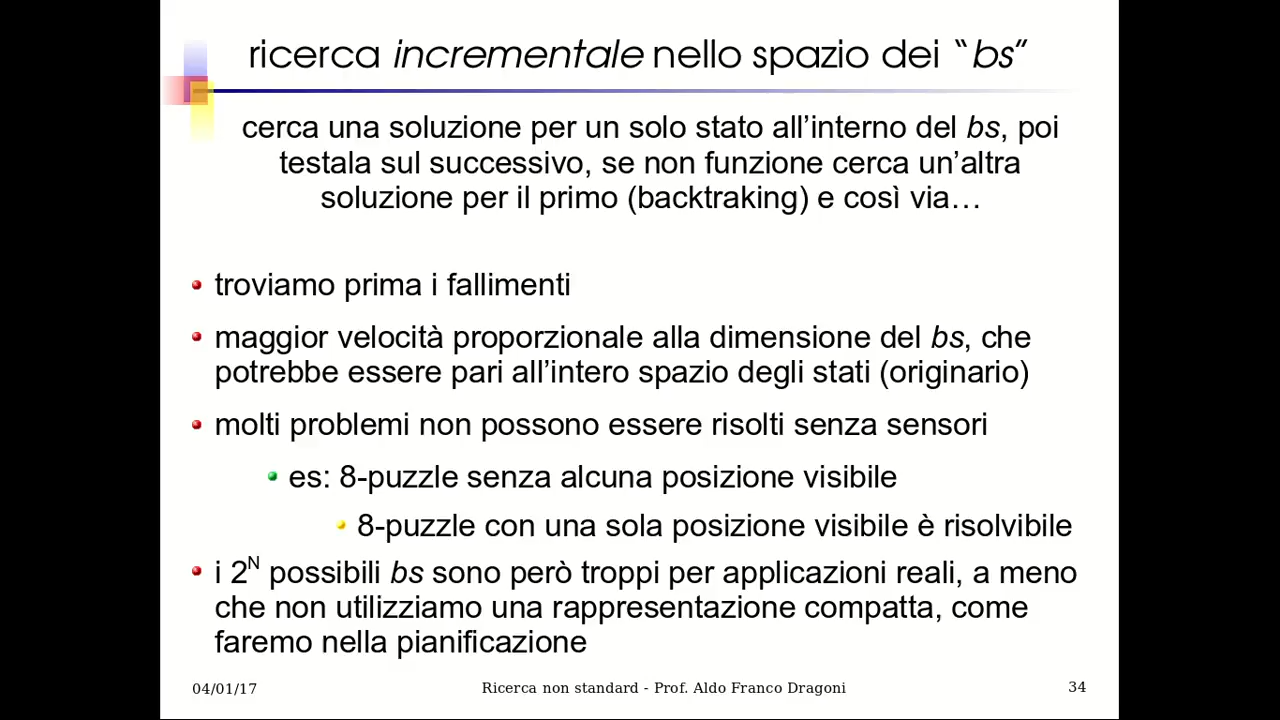 ricerca incrementale nello spazio dei “bs”
cerca una soluzione per un solo stato all’interno del bs, poi
testala sul successivo, se non funzione cerca un’altra
soluzione per il primo (backtraking) e così via…
troviamo prima i fallimenti
maggior velocità proporzionale alla dimensione del bs, che
potrebbe essere pari all’intero spazio degli stati (originario)
molti problemi non possono essere risolti senza sensori
es: 8-puzzle senza alcuna posizione visibile
8-puzzle con una sola posizione visibile è risolvibile
i 2^N possibili bs sono però troppi per applicazioni reali, a meno
che non utilizziamo una rappresentazione compatta, come
faremo nella pianificazione
04/01/17 Ricerca non standard - Prof. Aldo Franco Dragoni 34